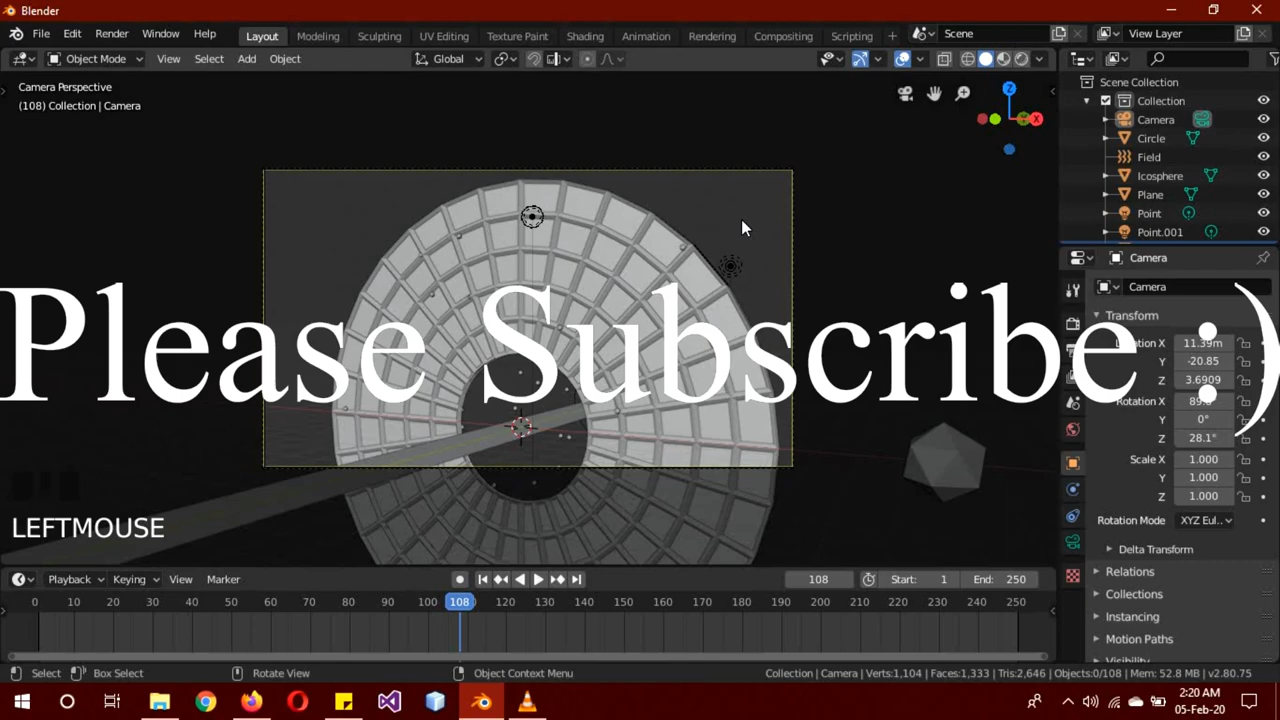 Blender
File Edit Render Window Help Layout Modeling Sculpting UV Editing Texture Paint Shading Animation Rendering Compositing Scripting + Scene View Layer
Object Mode View Select Add Object Global
Camera Perspective
(108) Collection | Camera
Scene Collection
Collection
Camera
Circle
Field
Icosphere
Plane
Point
Point.001
Camera
Camera
Transform
Please Subscribe :)
X 11.39m
Y -20.85
Z 3.6909
Rotation X
Y 0°
Z 28.1°
Scale X 1.000
Y 1.000
Z 1.000
Rotation Mode XYZ Eul..
Delta Transform
Relations
Collections
Instancing
Motion Paths
LEFTMOUSE
Playback Keying View Marker 108 Start: 1 End: 250
0 10 20 30 40 50 60 70 80 90 100 108 120 130 140 150 160 170 180 190 200 210 220 230 240 250
Select Box Select Rotate View Object Context Menu Collection | Camera | Verts:1,104 | Faces:1,333 | Tris:2,646 | Objects:0/108 | Mem: 52.8 MB | v2.80.75
2:20 AM
05-Feb-20